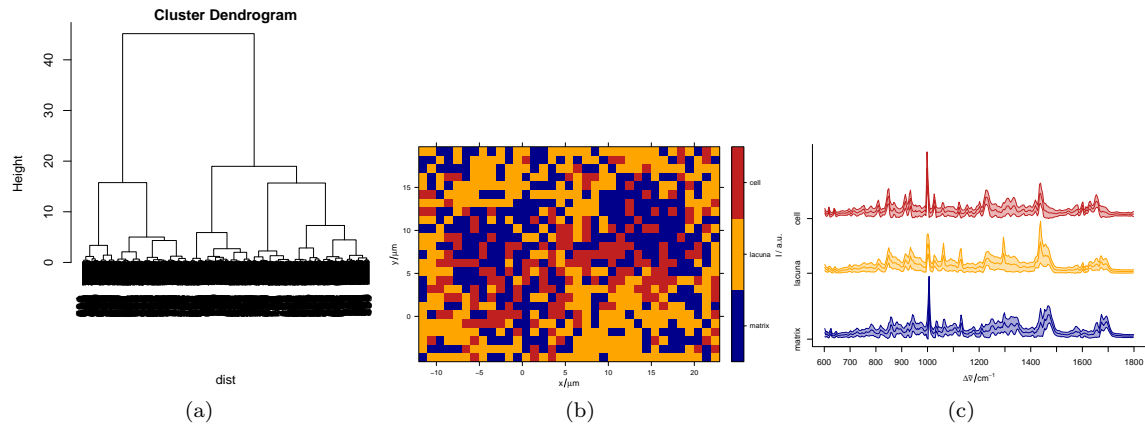 Cluster Dendrogram
Height
0 10 20 30 40
dist
(a)
y/μm
0 5 10 15
−10 −5 0 5 10 15 20
x/μm
cell
lacuna
matrix
(b)
I / a.u.
cell
lacuna
matrix
600 700 800 900 1000 1200 1400 1600 1800
Δṽ/cm⁻¹
(c)